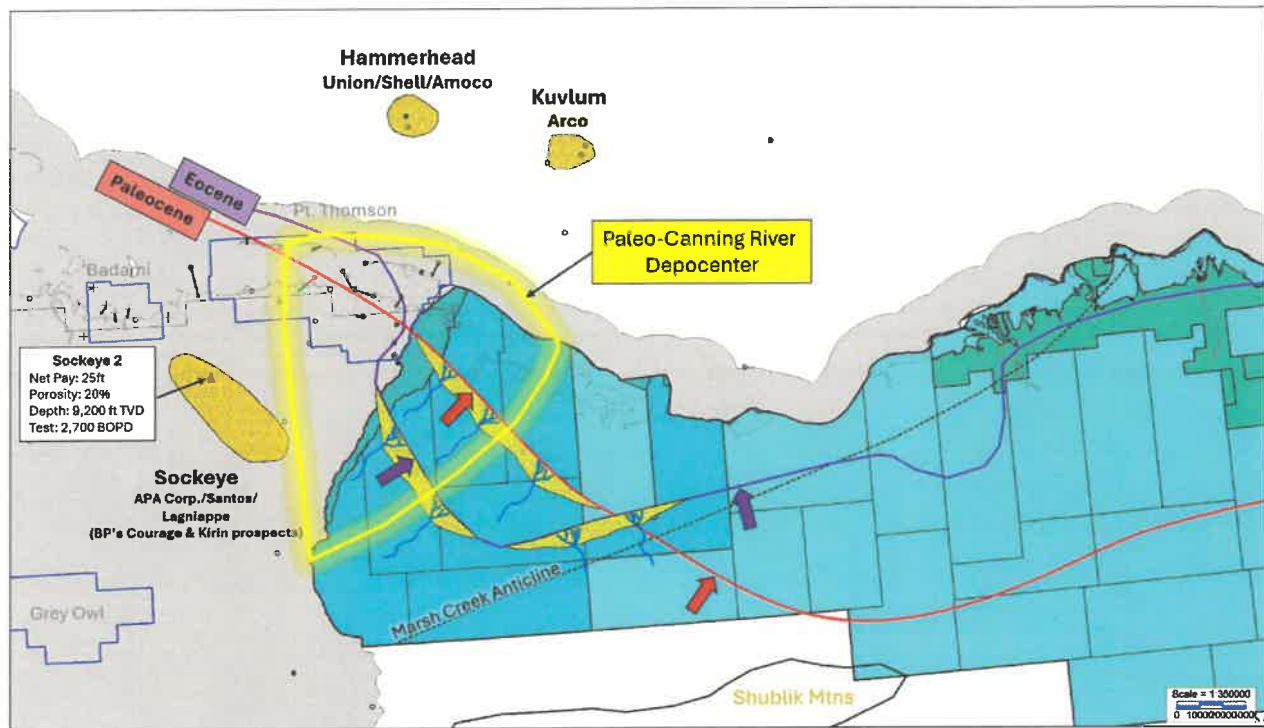 Hammerhead
Union/Shell/Amoco
Kuvlum
Arco
Eocene
Paleocene
Pt. Thomson
Paleo-Canning River
Depocenter
Badami
Sockeye 2
Net Pay: 25ft
Porosity: 20%
Depth: 9,200 ft TVD
Test: 2,700 BOPD
Sockeye
APA Corp./Santos/
Lagniappe
(BP's Courage & Kirin prospects)
Marsh Creek Anticline
Grey Owl
Shublik Mtns
Scale = 1:350000